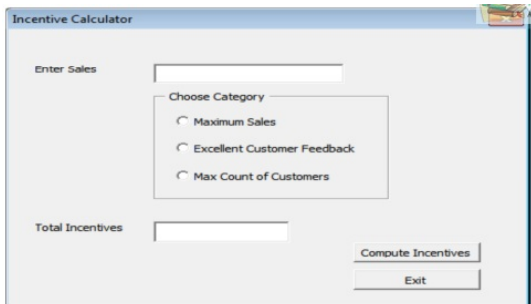 Incentive Calculator
Enter Sales
Choose Category
Maximum Sales
Excellent Customer Feedback
Max Count of Customers
Total Incentives
Compute Incentives
Exit